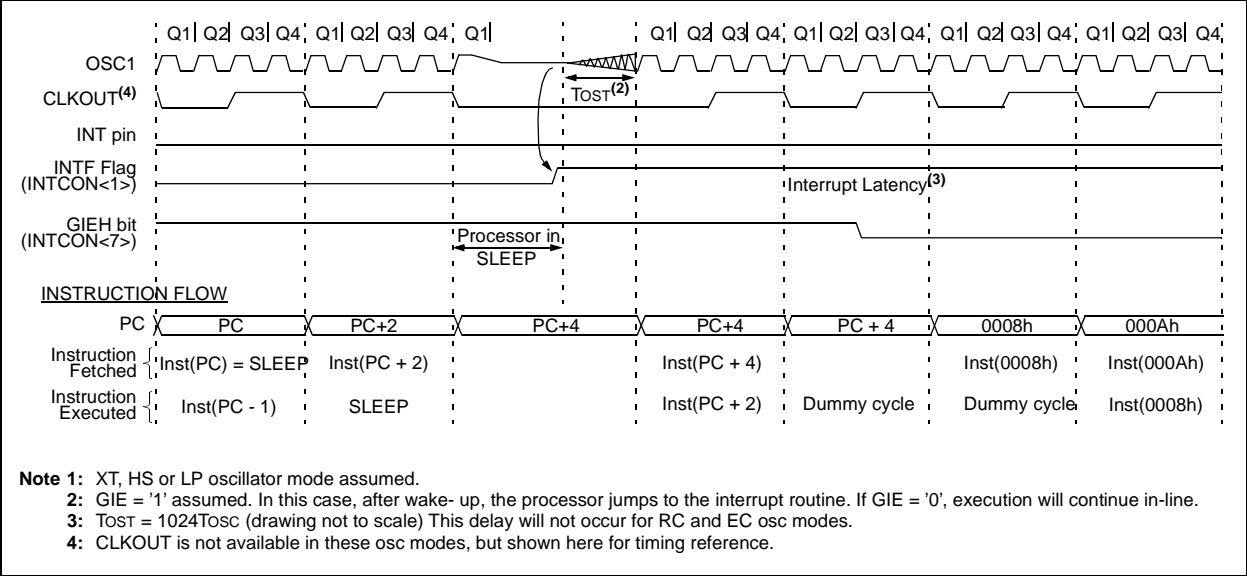 Q1 Q2 Q3 Q4 Q1 Q2 Q3 Q4 Q1 Q1 Q2 Q3 Q4 Q1 Q2 Q3 Q4 Q1 Q2 Q3 Q4 Q1 Q2 Q3 Q4
OSC1
TOST(2)
CLKOUT(4)
INT pin
INTF Flag
(INTCON<1>)
Interrupt Latency(3)
GIEH bit
(INTCON<7>)
Processor in
SLEEP
INSTRUCTION FLOW
PC PC PC+2 PC+4 PC+4 PC + 4 0008h 000Ah
Instruction
Fetched
Inst(PC) = SLEEP Inst(PC + 2) Inst(PC + 4) Inst(0008h) Inst(000Ah)
Instruction
Executed
Inst(PC - 1) SLEEP Inst(PC + 2) Dummy cycle Dummy cycle Inst(0008h)
Note 1: XT, HS or LP oscillator mode assumed.
2: GIE = '1' assumed. In this case, after wake- up, the processor jumps to the interrupt routine. If GIE = '0', execution will continue in-line.
3: TOST = 1024TOSC (drawing not to scale) This delay will not occur for RC and EC osc modes.
4: CLKOUT is not available in these osc modes, but shown here for timing reference.